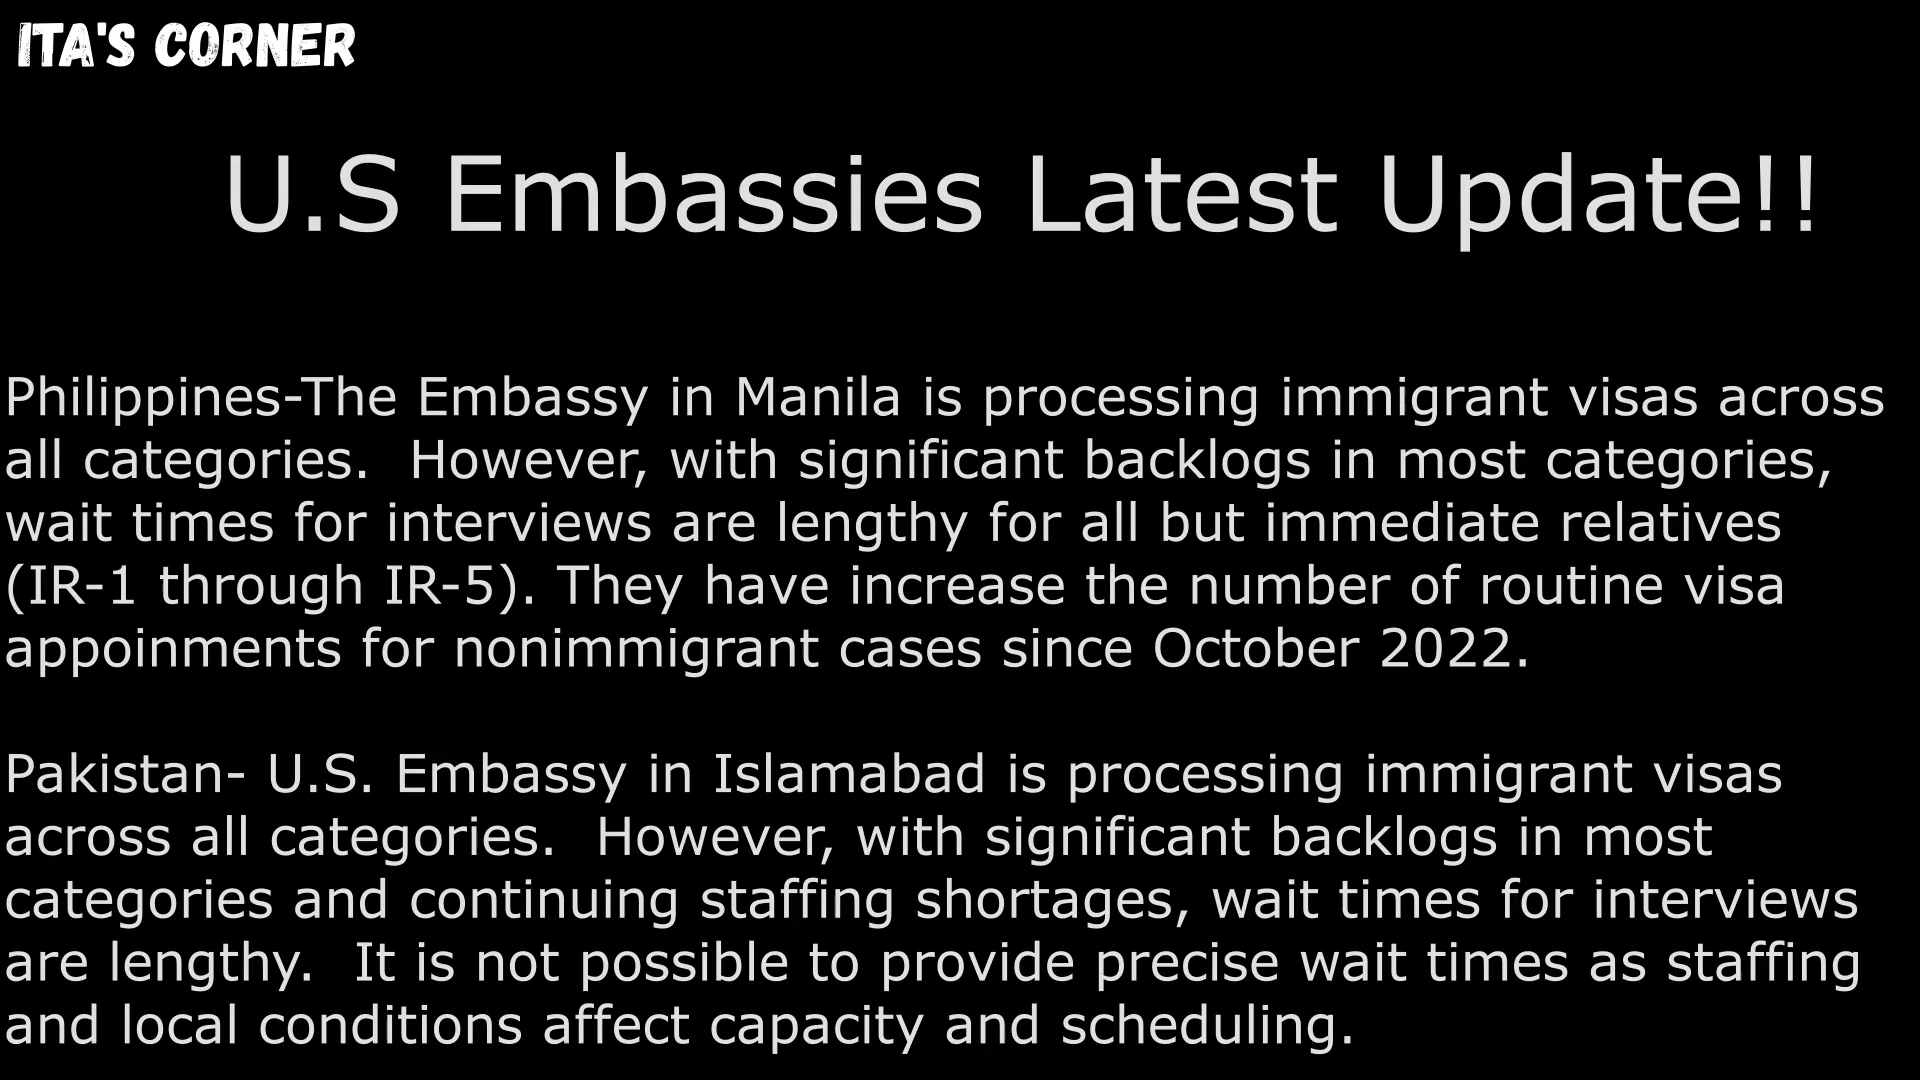 ITA'S CORNER
U.S Embassies Latest Update!!
Philippines-The Embassy in Manila is processing immigrant visas across
all categories.  However, with significant backlogs in most categories,
wait times for interviews are lengthy for all but immediate relatives
(IR-1 through IR-5). They have increase the number of routine visa
appoinments for nonimmigrant cases since October 2022.
Pakistan- U.S. Embassy in Islamabad is processing immigrant visas
across all categories.  However, with significant backlogs in most
categories and continuing staffing shortages, wait times for interviews
are lengthy.  It is not possible to provide precise wait times as staffing
and local conditions affect capacity and scheduling.